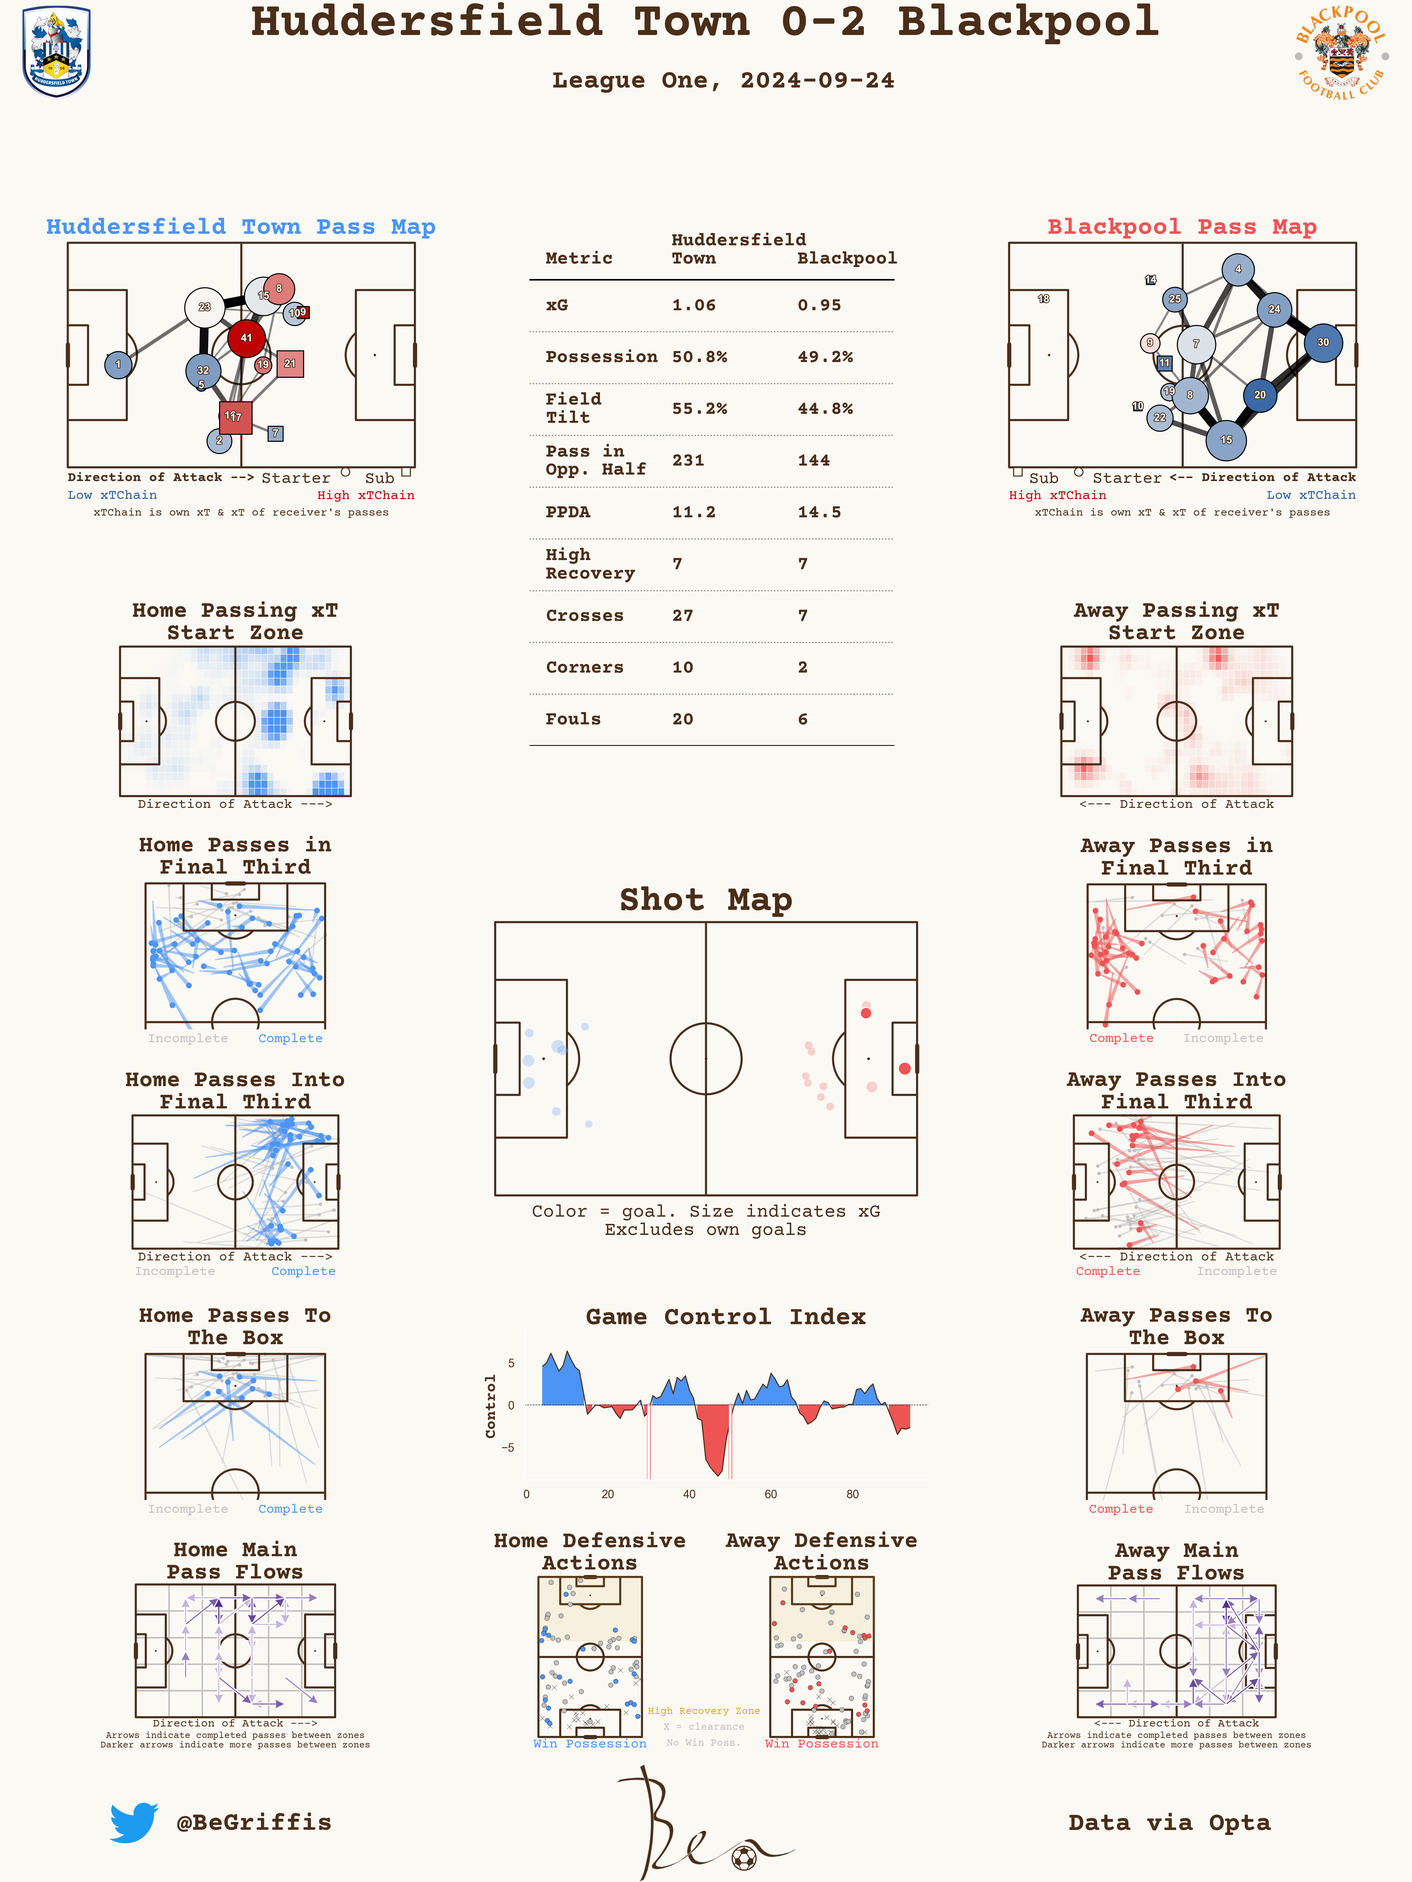 Huddersfield Town 0-2 Blackpool
League One, 2024-09-24
HUDDERSFIELD TOWN
BLACKPOOL
FOOTBALL CLUB
Huddersfield Town Pass Map
23
15
8
10
9
41
1
32
5
19
21
17
2
7
Direction of Attack --> Starter Sub
Low xTChain High xTChain
xTChain is own xT & xT of receiver's passes
Metric Huddersfield Town Blackpool
xG 1.06 0.95
Possession 50.8% 49.2%
Field Tilt 55.2% 44.8%
Pass in Opp. Half 231 144
PPDA 11.2 14.5
High Recovery 7 7
Crosses 27 7
Corners 10 2
Fouls 20 6
Blackpool Pass Map
4
14
18
25
24
9
7
30
11
19
8
20
10
22
15
Sub Starter <-- Direction of Attack
High xTChain Low xTChain
xTChain is own xT & xT of receiver's passes
Home Passing xT
Start Zone
Direction of Attack --->
Away Passing xT
Start Zone
<--- Direction of Attack
Home Passes in
Final Third
Incomplete Complete
Shot Map
Color = goal. Size indicates xG
Excludes own goals
Away Passes in
Final Third
Complete Incomplete
Home Passes Into
Final Third
Direction of Attack --->
Incomplete Complete
Away Passes Into
Final Third
<--- Direction of Attack
Complete Incomplete
Home Passes To
The Box
Incomplete Complete
Game Control Index
Control
5
0
−5
0 20 40 60 80
Away Passes To
The Box
Complete Incomplete
Home Main
Pass Flows
Direction of Attack --->
Arrows indicate completed passes between zones
Darker arrows indicate more passes between zones
Home Defensive
Actions
Win Possession
High Recovery Zone
X = clearance
No Win Poss.
Away Defensive
Actions
Win Possession
Away Main
Pass Flows
<--- Direction of Attack
Arrows indicate completed passes between zones
Darker arrows indicate more passes between zones
@BeGriffis
Ben
Data via Opta